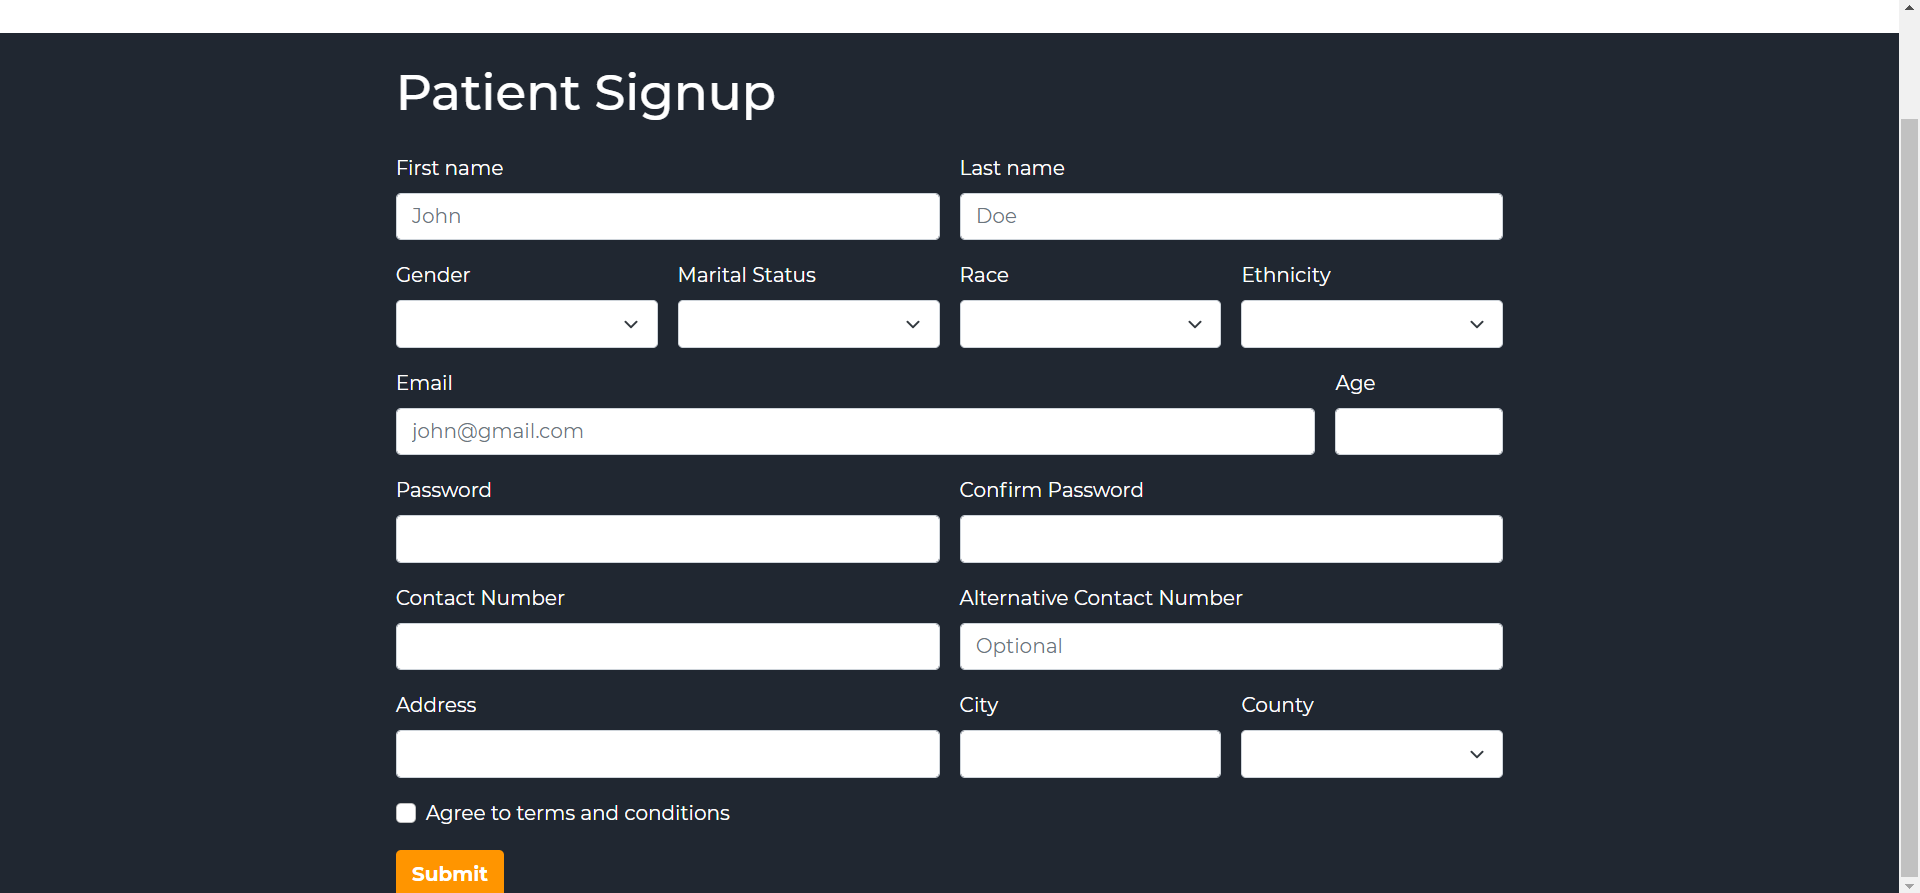 Patient Signup
First name Last name
John Doe
Gender Marital Status Race Ethnicity
Email Age
john@gmail.com
Password Confirm Password
Contact Number Alternative Contact Number
Optional
Address City County
Agree to terms and conditions
Submit